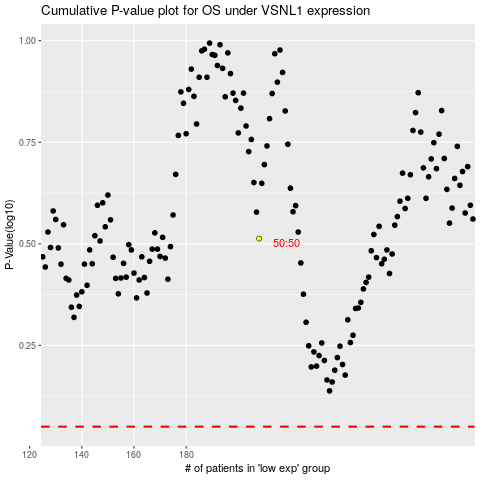 Cumulative P-value plot for OS under VSNL1 expression
P-Value(log10)
1.00
0.75
0.50
0.25
50:50
120 140 160 180
# of patients in 'low exp' group